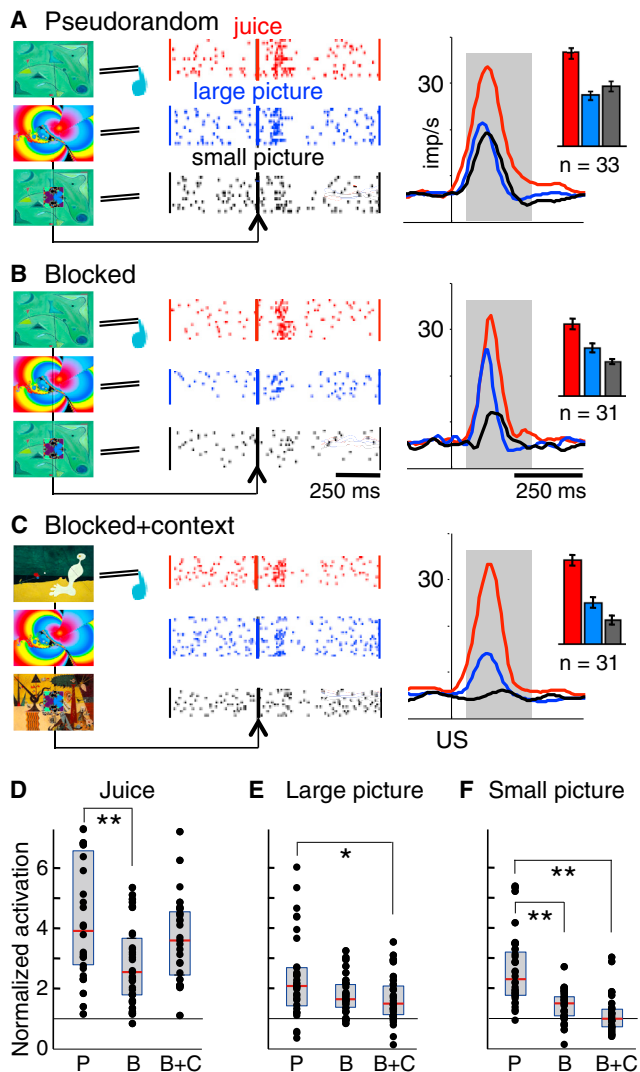 A Pseudorandom
juice
large picture
small picture
30
imp/s
n = 33
B Blocked
30
n = 31
250 ms
250 ms
C Blocked+context
30
n = 31
US
D Juice
E Large picture
F Small picture
**
*
**
**
Normalized activation
6
4
2
0
P B B+C
P B B+C
P B B+C